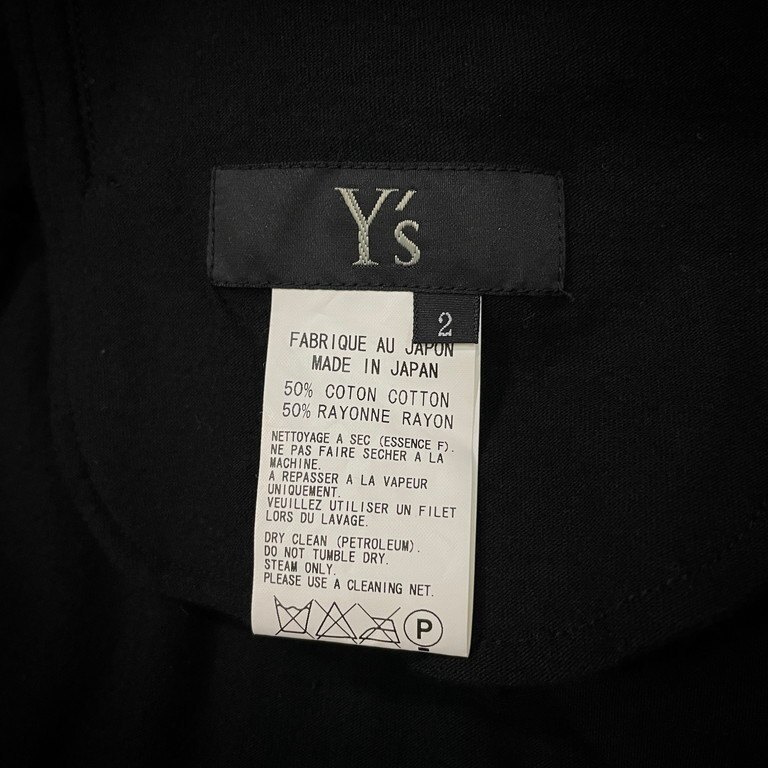 Y's
2
FABRIQUE AU JAPON
MADE IN JAPAN
50% COTON COTTON
50% RAYONNE RAYON
NETTOYAGE A SEC (ESSENCE F).
NE PAS FAIRE SECHER A LA
MACHINE.
A REPASSER A LA VAPEUR
UNIQUEMENT.
VEUILLEZ UTILISER UN FILET
LORS DU LAVAGE.
DRY CLEAN (PETROLEUM).
DO NOT TUMBLE DRY.
STEAM ONLY.
PLEASE USE A CLEANING NET.
P